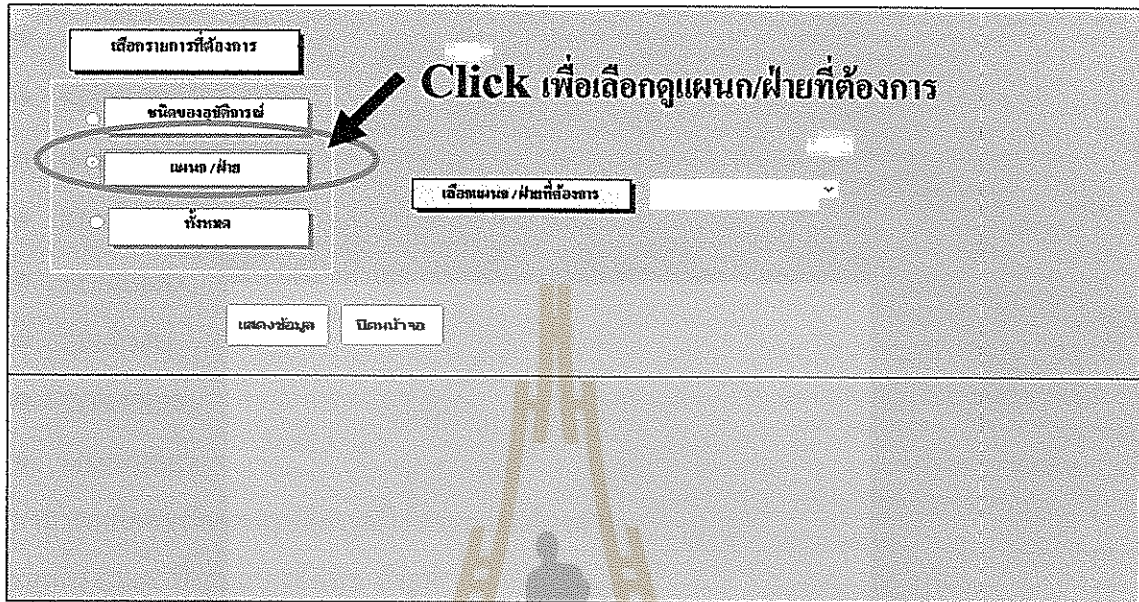 เลือกรายการที่ต้องการ
Click เพื่อเลือกดูแผนก/ฝ่ายที่ต้องการ
ชนิดของอุบัติการณ์
แผนก /ฝ่าย
เลือกแผนก /ฝ่ายที่ต้องการ
ทั้งหมด
แสดงข้อมูล ปิดหน้าจอ